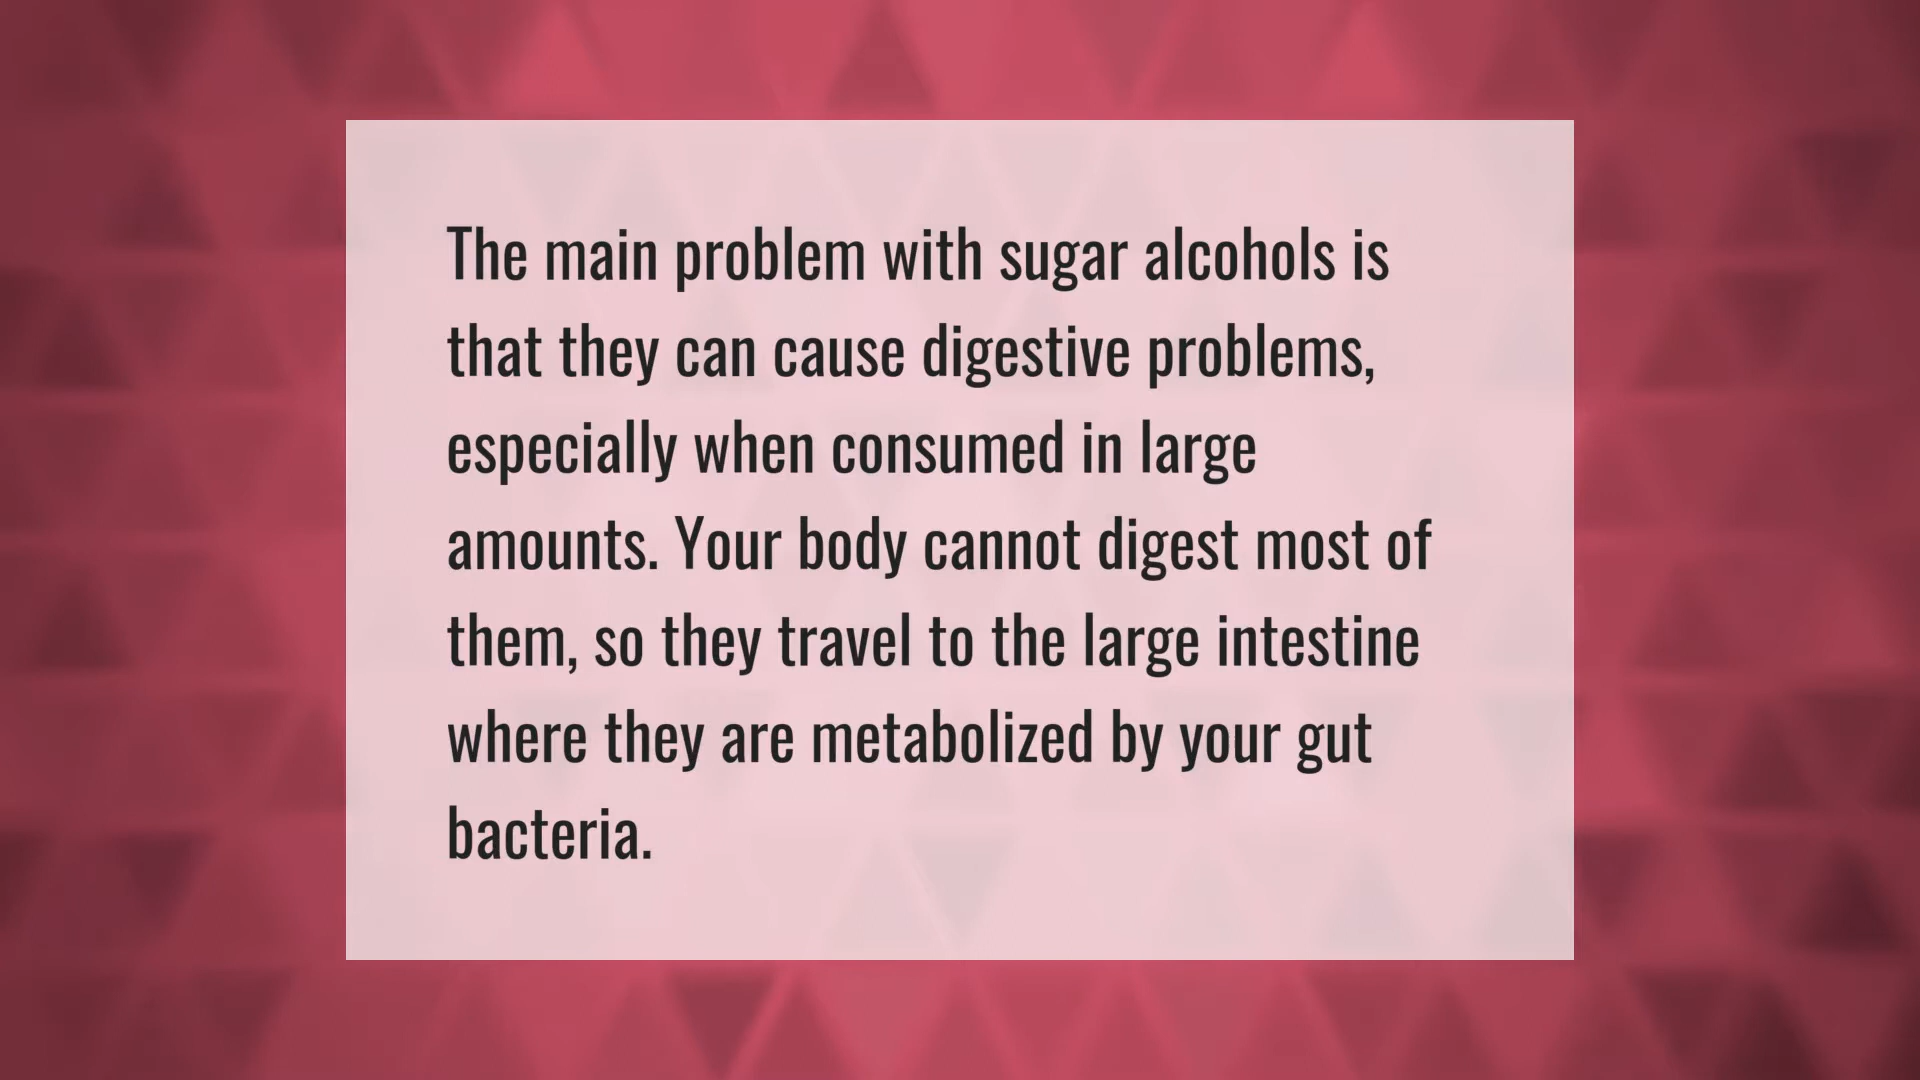 The main problem with sugar alcohols is
that they can cause digestive problems,
especially when consumed in large
amounts. Your body cannot digest most of
them, so they travel to the large intestine
where they are metabolized by your gut
bacteria.